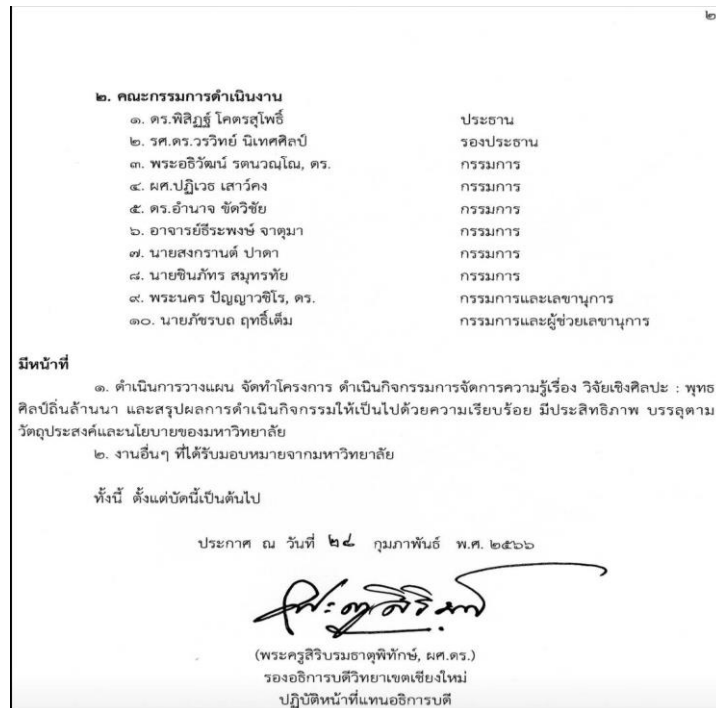 ๒
๒. คณะกรรมการดำเนินงาน
๑. ดร.พิสิฏฐ์ โคตรสุโพธิ์ ประธาน
๒. รศ.ดร.วรวิทย์ นิเทศศิลป์ รองประธาน
๓. พระอธิวัฒน์ รตนวณฺโณ, ดร. กรรมการ
๔. ผศ.ปฏิเวธ เสาว์คง กรรมการ
๕. ดร.อำนาจ ขัดวิชัย กรรมการ
๖. อาจารย์ธีระพงษ์ จาตุมา กรรมการ
๗. นายสงกรานต์ ปาดา กรรมการ
๘. นายชินภัทร สมุทรทัย กรรมการ
๙. พระนคร ปัญญาวชิโร, ดร. กรรมการและเลขานุการ
๑๐. นายภัชรบถ ฤทธิ์เต็ม กรรมการและผู้ช่วยเลขานุการ
มีหน้าที่
๑. ดำเนินการวางแผน จัดทำโครงการ ดำเนินกิจกรรมการจัดการความรู้เรื่อง วิจัยเชิงศิลปะ : พุทธ
ศิลป์ถิ่นล้านนา และสรุปผลการดำเนินกิจกรรมให้เป็นไปด้วยความเรียบร้อย มีประสิทธิภาพ บรรลุตาม
วัตถุประสงค์และนโยบายของมหาวิทยาลัย
๒. งานอื่นๆ ที่ได้รับมอบหมายจากมหาวิทยาลัย
ทั้งนี้ ตั้งแต่บัดนี้เป็นต้นไป
ประกาศ ณ วันที่ ๒๘ กุมภาพันธ์ พ.ศ. ๒๕๖๖
(พระครูสิริบรมธาตุพิทักษ์, ผศ.ดร.)
รองอธิการบดีวิทยาเขตเชียงใหม่
ปฏิบัติหน้าที่แทนอธิการบดี